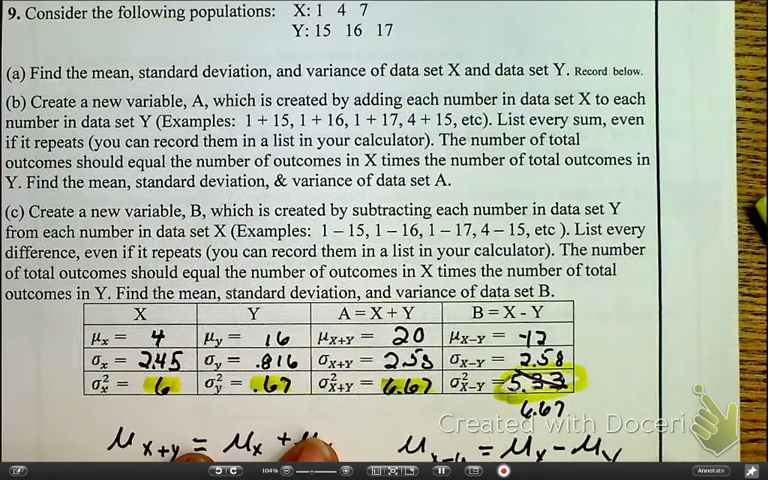 9. Consider the following populations: X: 1 4 7
Y: 15 16 17
(a) Find the mean, standard deviation, and variance of data set X and data set Y. Record below.
(b) Create a new variable, A, which is created by adding each number in data set X to each
number in data set Y (Examples: 1 + 15, 1 + 16, 1 + 17, 4 + 15, etc). List every sum, even
if it repeats (you can record them in a list in your calculator). The number of total
outcomes should equal the number of outcomes in X times the number of total outcomes in
Y. Find the mean, standard deviation, & variance of data set A.
(c) Create a new variable, B, which is created by subtracting each number in data set Y
from each number in data set X (Examples: 1 – 15, 1 – 16, 1 – 17, 4 – 15, etc ). List every
difference, even if it repeats (you can record them in a list in your calculator). The number
of total outcomes should equal the number of outcomes in X times the number of total
outcomes in Y. Find the mean, standard deviation, and variance of data set B.
X Y A = X + Y B = X - Y
μx = 4 μy = 16 μX+Y = 20 μX−Y = -12
σx = 2.45 σy = .816 σX+Y = 2.58 σX−Y = 2.58
σ²x = 6 σ²y = .67 σ²X+Y = 6.67 σ²X−Y = 5.33
6.67
Created with Doceri
μx+y = μx + μx-y = μx - μy
104%
Annotate